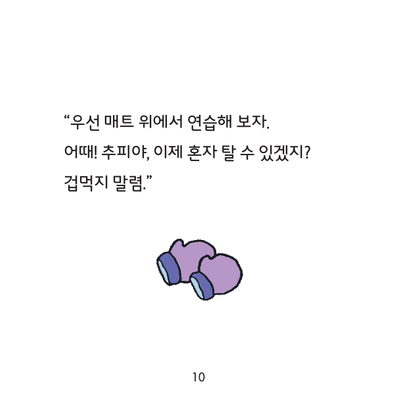 “우선 매트 위에서 연습해 보자.
어때! 추피야, 이제 혼자 탈 수 있겠지?
겁먹지 말렴.”
10